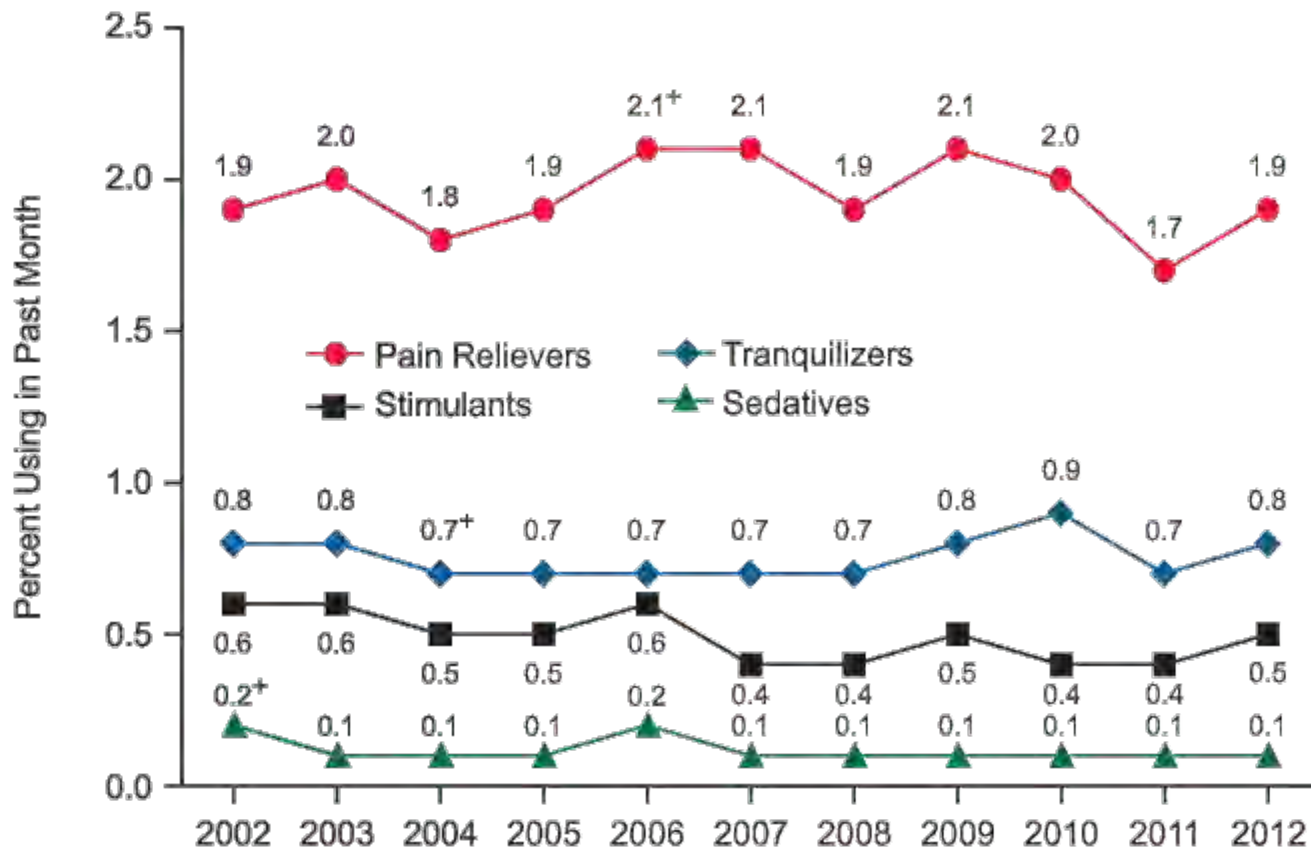 Percent Using in Past Month
2.5
2.0
1.5
1.0
0.5
0.0
1.9 2.0 1.8 1.9 2.1+ 2.1 1.9 2.1 2.0 1.7 1.9
Pain Relievers Tranquilizers
Stimulants Sedatives
0.8 0.8 0.7+ 0.7 0.7 0.7 0.7 0.8 0.9 0.7 0.8
0.6 0.6 0.5 0.5 0.6 0.4 0.4 0.5 0.4 0.4 0.5
0.2+ 0.1 0.1 0.1 0.2 0.1 0.1 0.1 0.1 0.1 0.1
2002 2003 2004 2005 2006 2007 2008 2009 2010 2011 2012